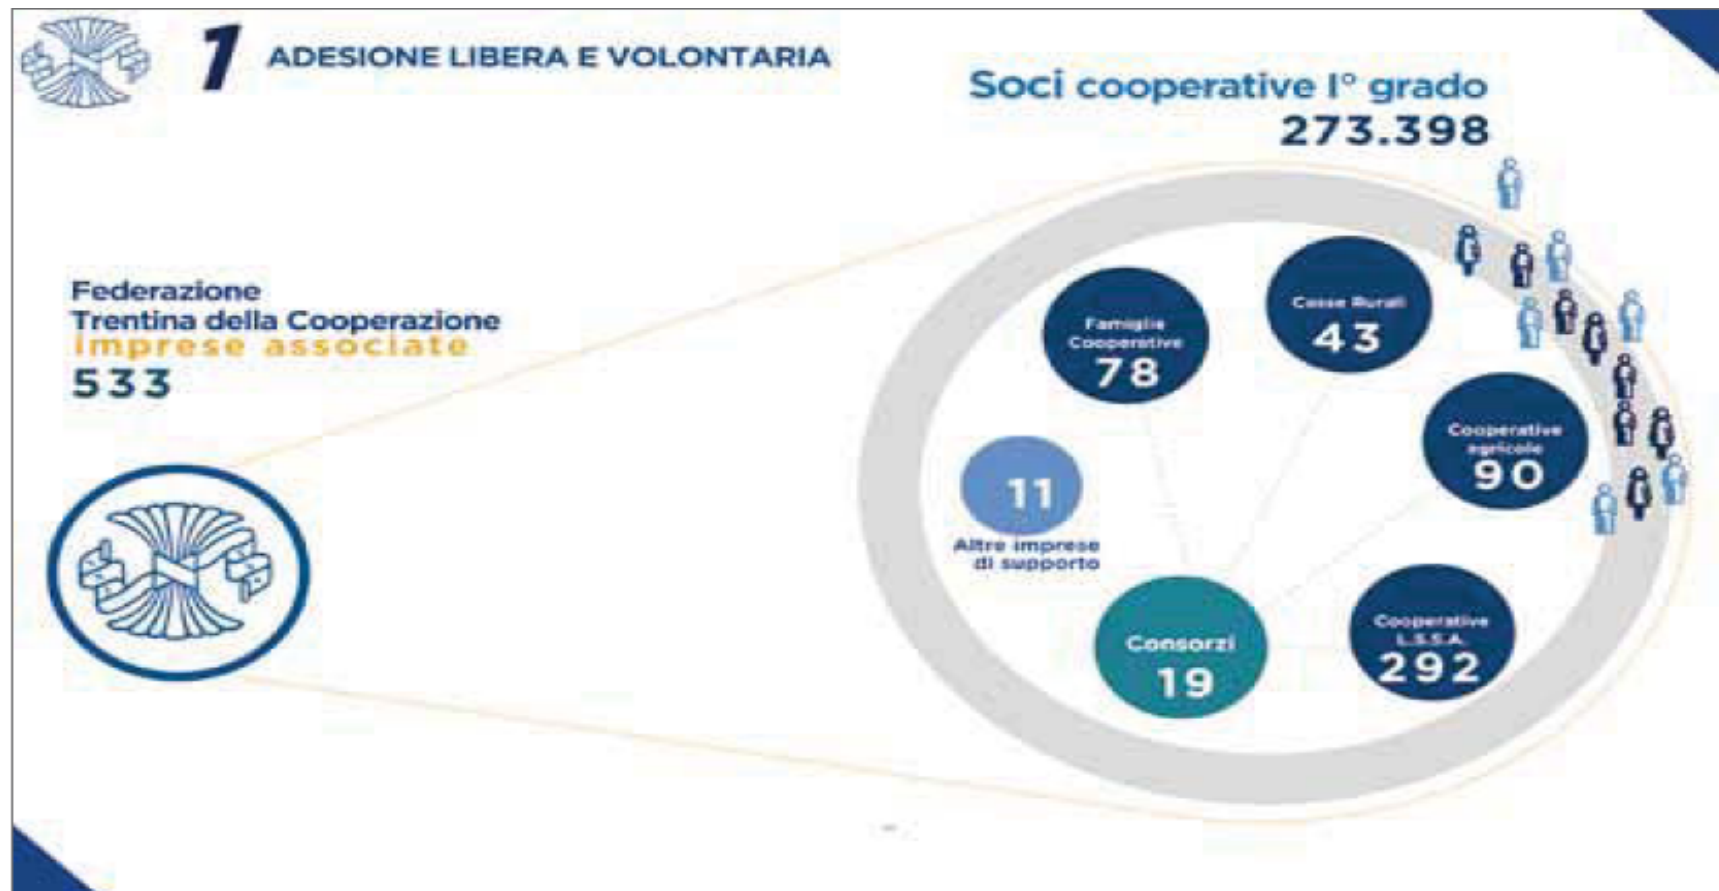 1 ADESIONE LIBERA E VOLONTARIA
Soci cooperative I° grado
273.398
Federazione
Trentina della Cooperazione
imprese associate
533
Famiglie
Cooperative
78
Casse Rurali
43
Cooperative
agricole
90
11
Altre imprese
di supporto
Consorzi
19
Cooperative
L.S.S.A.
292